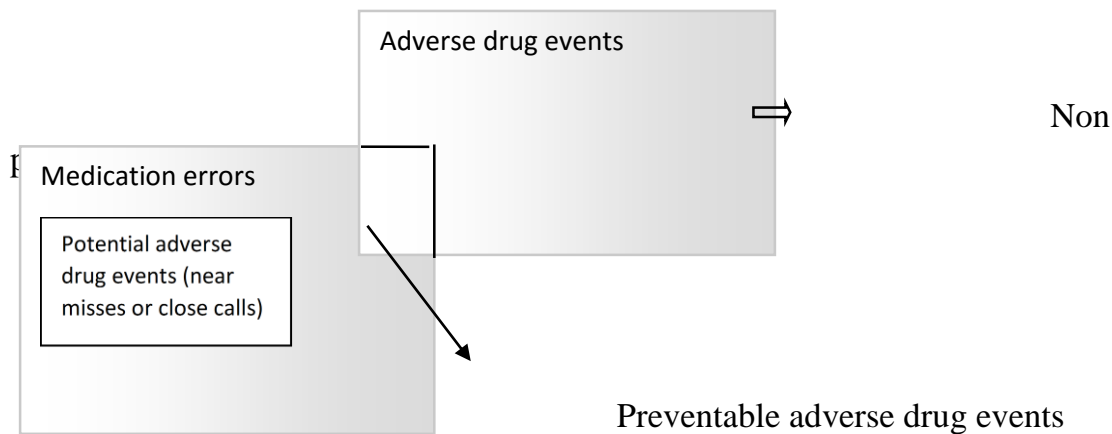 Adverse drug events
Non
Medication errors
Potential adverse
drug events (near
misses or close calls)
Preventable adverse drug events